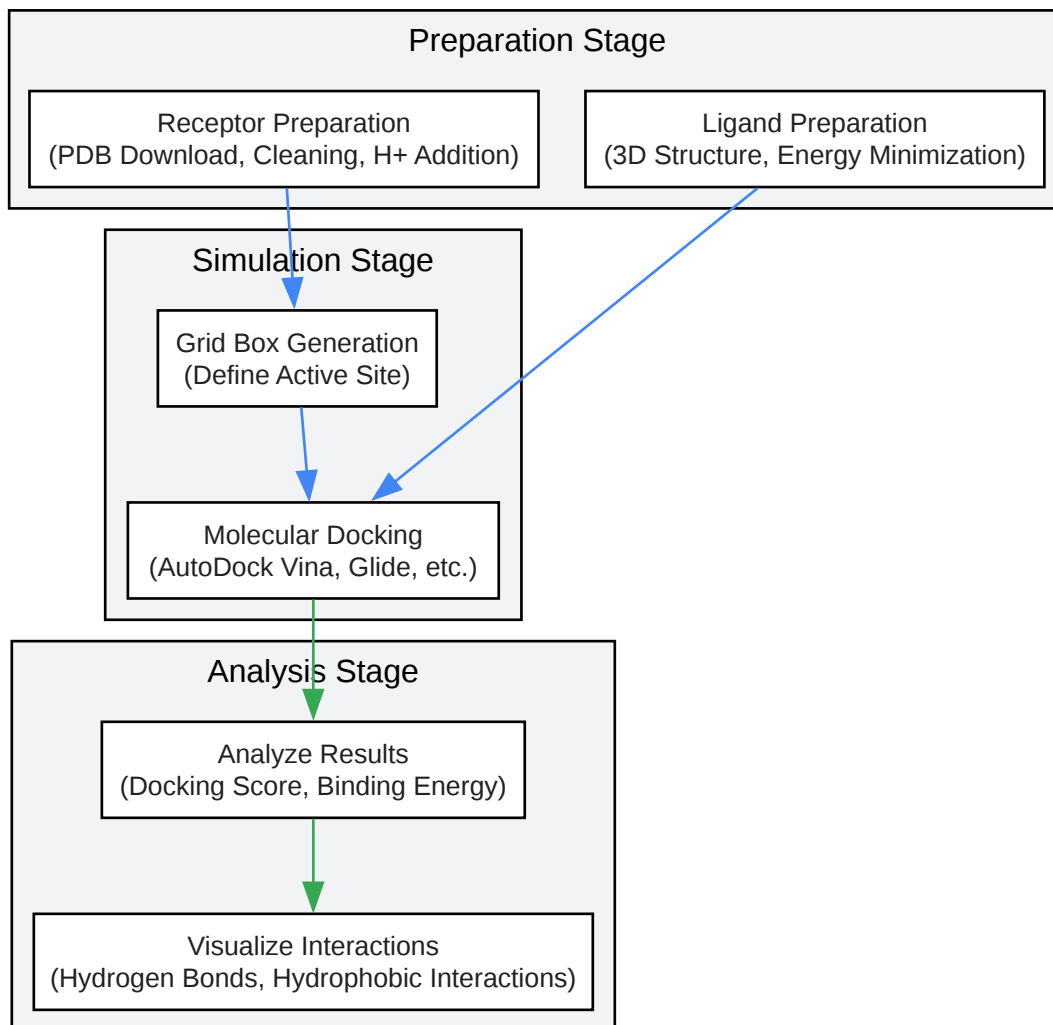 Preparation Stage
Receptor Preparation
(PDB Download, Cleaning, H+ Addition)
Ligand Preparation
(3D Structure, Energy Minimization)
Simulation Stage
Grid Box Generation
(Define Active Site)
Molecular Docking
(AutoDock Vina, Glide, etc.)
Analysis Stage
Analyze Results
(Docking Score, Binding Energy)
Visualize Interactions
(Hydrogen Bonds, Hydrophobic Interactions)